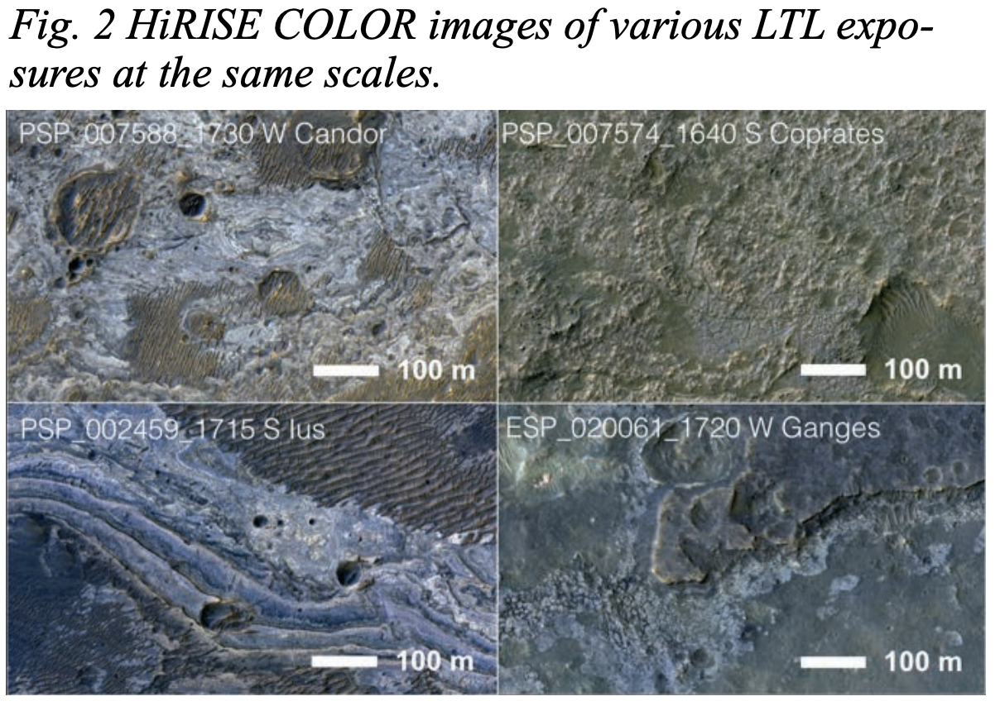 Fig. 2 HiRISE COLOR images of various LTL expo-
sures at the same scales.
PSP_007588_1730 W Candor
PSP_007574_1640 S Coprates
100 m
100 m
PSP_002459_1715 S Ius
ESP_020061_1720 W Ganges
100 m
100 m